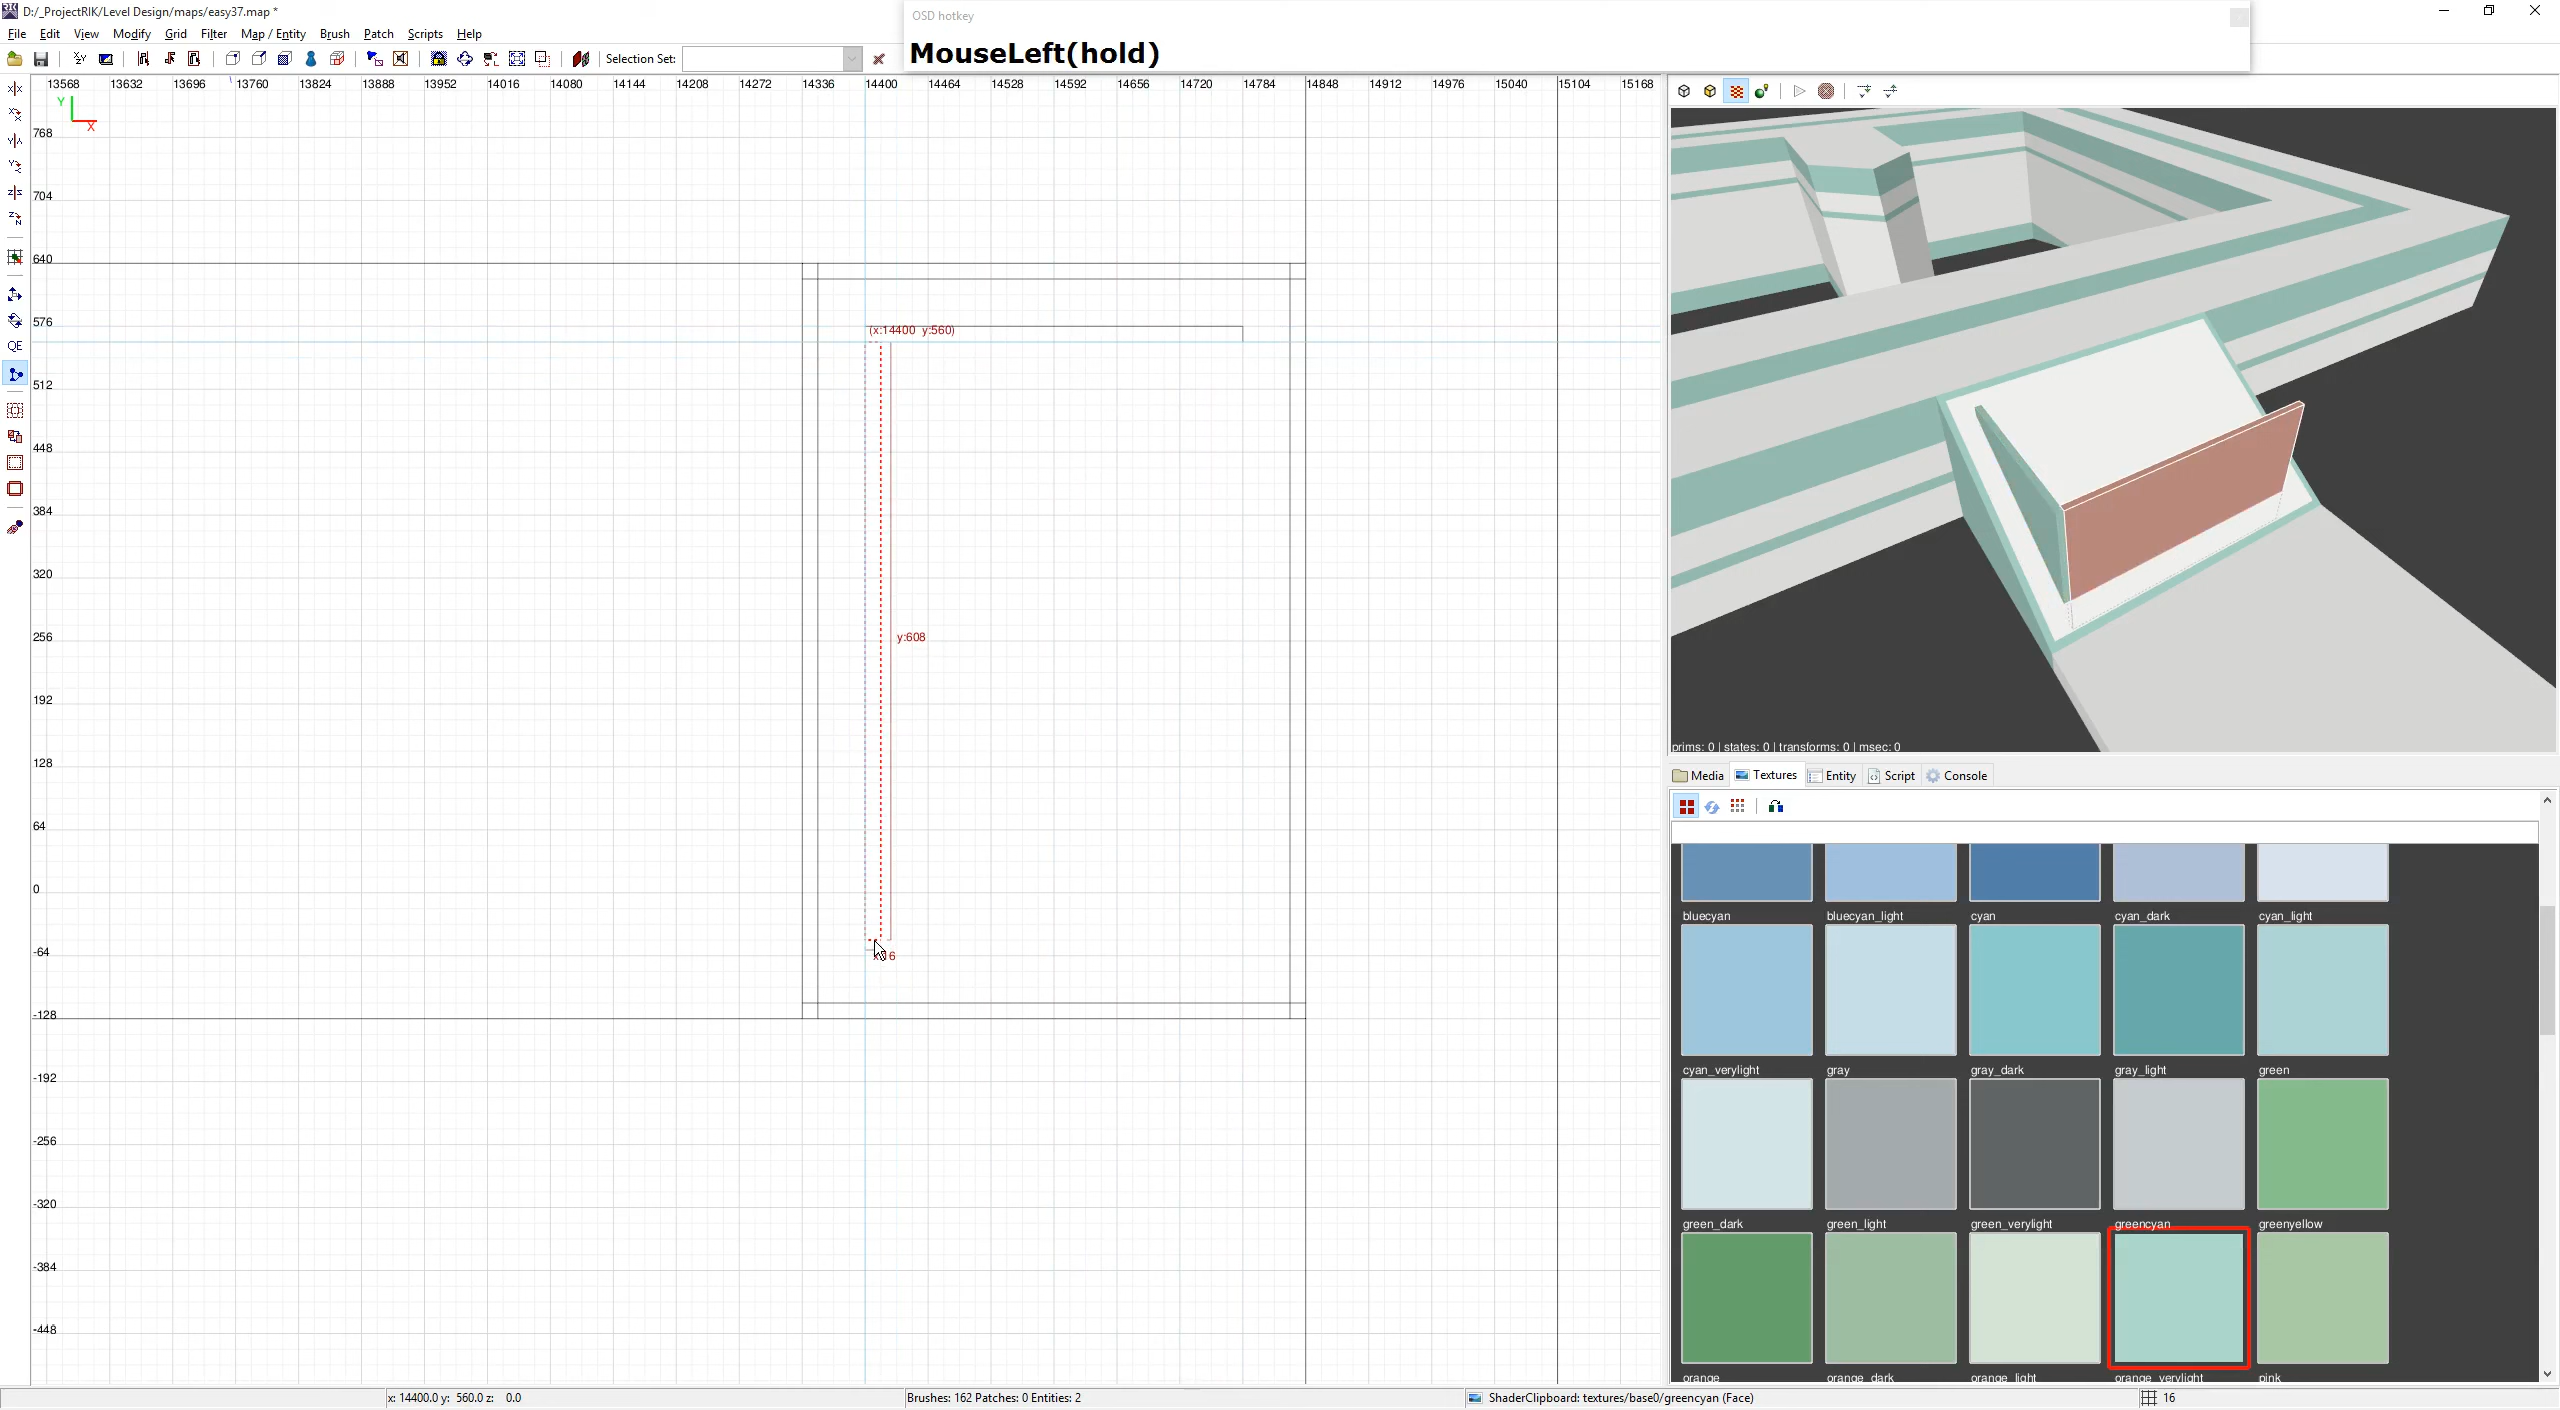 D:/_ProjectRIK/Level Design/maps/easy37.map *
OSD hotkey
MouseLeft(hold)
File Edit View Modify Grid Filter Map / Entity Brush Patch Scripts Help
Selection Set:
13568 13632 13696 13760 13824 13888 13952 14016 14080 14144 14208 14272 14336 14400 14464 14528 14592 14656 14720 14784 14848 14912 14976 15040 15104 15168
Y
X
768
704
640
576
(x:14400 y:560)
512
448
384
320
256
y:608
192
128
64
0
-64
-128
-192
-256
-320
-384
-448
QE
prims: 0 | states: 0 | transforms: 0 | msec: 0
Media Textures Entity Script Console
bluecyan bluecyan_light cyan cyan_dark cyan_light
cyan_verylight gray gray_dark gray_light green
green_dark green_light green_verylight greencyan greenyellow
orange orange_dark orange_light orange_verylight pink
x: 14400.0 y: 560.0 z: 0.0
Brushes: 162 Patches: 0 Entities: 2
ShaderClipboard: textures/base0/greencyan (Face)
16